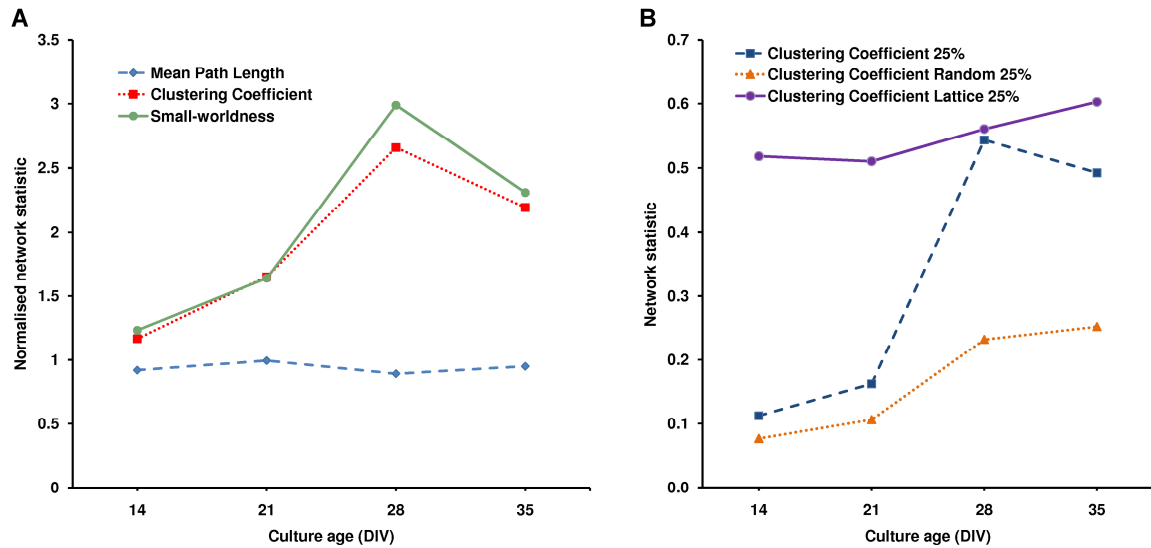 A
Normalised network statistic
3.5
3
2.5
2
1.5
1
0.5
0
Mean Path Length
Clustering Coefficient
Small-worldness
14 21 28 35
Culture age (DIV)
B
Network statistic
0.7
0.6
0.5
0.4
0.3
0.2
0.1
0.0
Clustering Coefficient 25%
Clustering Coefficient Random 25%
Clustering Coefficient Lattice 25%
14 21 28 35
Culture age (DIV)